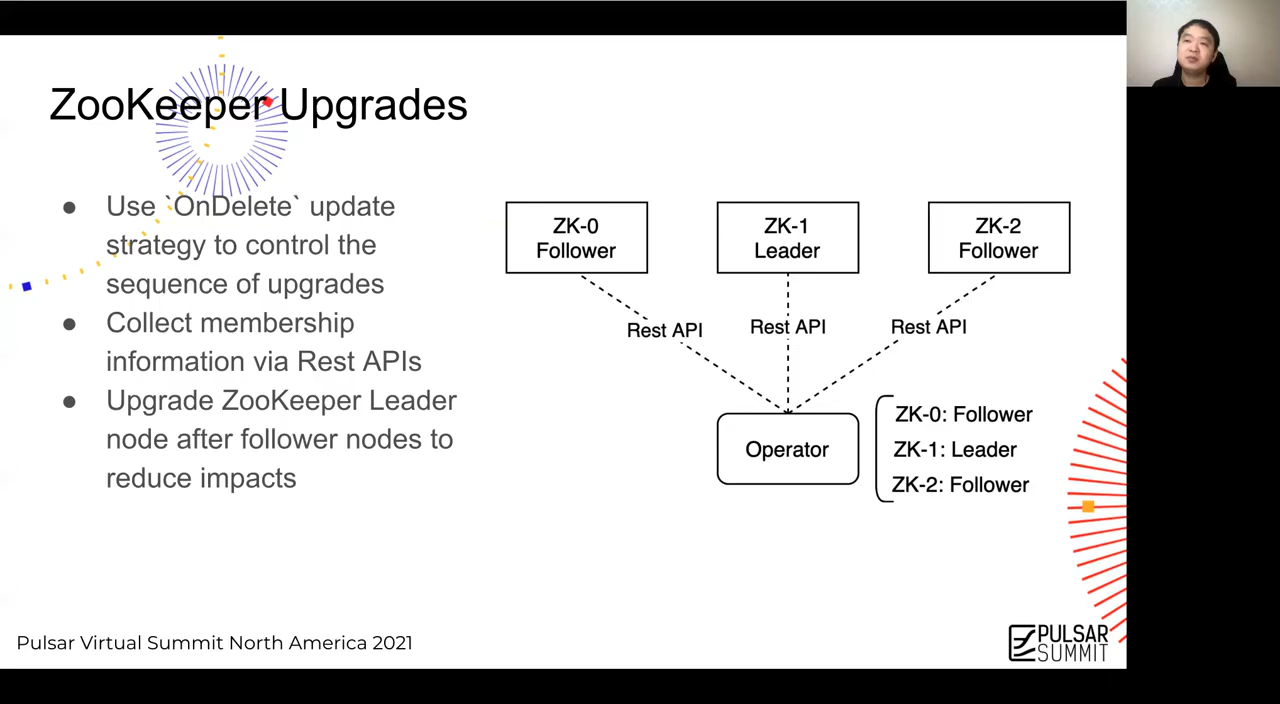 ZooKeeper Upgrades
● Use `OnDelete` update
strategy to control the
sequence of upgrades
● Collect membership
information via Rest APIs
● Upgrade ZooKeeper Leader
node after follower nodes to
reduce impacts
ZK-0
Follower
ZK-1
Leader
ZK-2
Follower
Rest API
Rest API
Rest API
Operator
ZK-0: Follower
ZK-1: Leader
ZK-2: Follower
Pulsar Virtual Summit North America 2021
PULSAR
SUMMIT